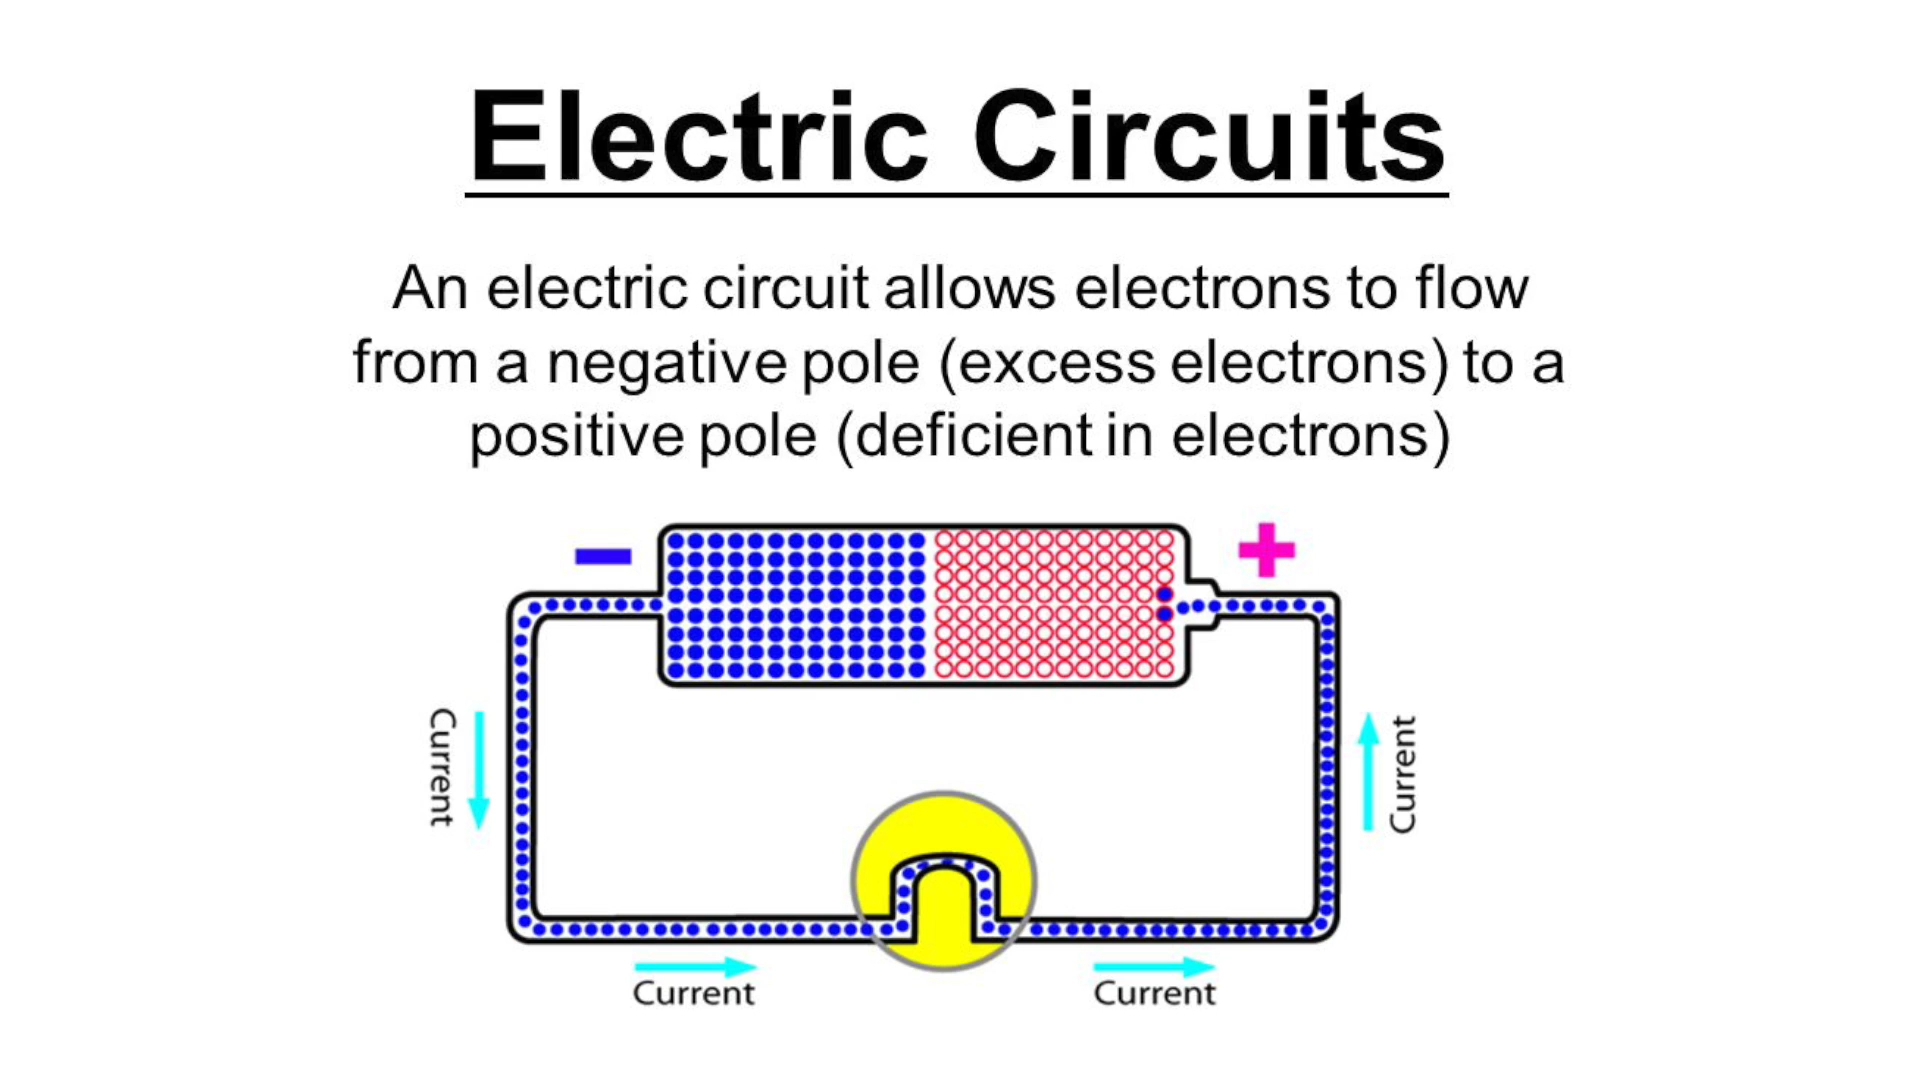 Electric Circuits
An electric circuit allows electrons to flow
from a negative pole (excess electrons) to a
positive pole (deficient in electrons)
Current
Current
Current
Current